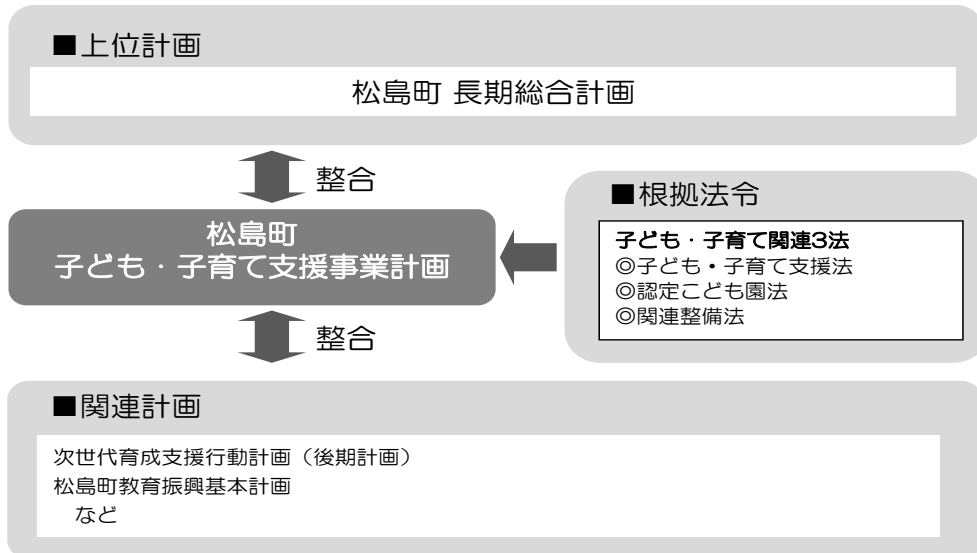 ■上位計画
松島町 長期総合計画
整合
松島町
子ども・子育て支援事業計画
■根拠法令
子ども・子育て関連3法
◎子ども・子育て支援法
◎認定こども園法
◎関連整備法
整合
■関連計画
次世代育成支援行動計画（後期計画）
松島町教育振興基本計画
など